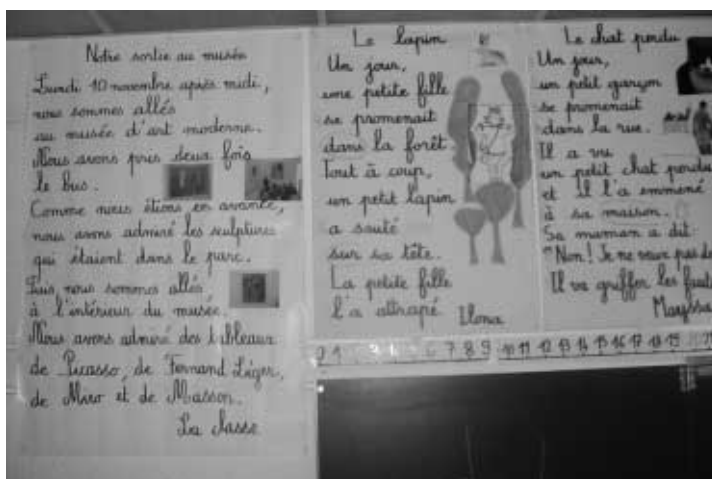 Notre sortie au musée
Lundi 10 novembre après midi,
nous sommes allés
au musée d'art moderne.
Nous avons pris deux fois
le bus.
Comme nous étions en avance,
nous avons admiré les sculptures
qui étaient dans le parc.
Puis, nous sommes allés
à l'intérieur du musée.
Nous avons admiré des tableaux
de Picasso, de Fernand Léger,
de Miro et de Masson.
La classe
Le lapin
Un jour,
une petite fille
se promenait
dans la forêt.
Tout à coup,
un petit lapin
a sauté
sur sa tête.
La petite fille
l'a attrapé.
Ilona
Le chat perdu
Un jour,
un petit garçon
se promenait
dans la rue.
Il a vu
un petit chat perdu
et il l'a emmené
à sa maison.
Sa maman a dit:
"Non! Je ne veux pas de
Il va griffer les
Mayssa
0 1 6 7 8 9 10 11 12 13 14 15 16 17 18 19